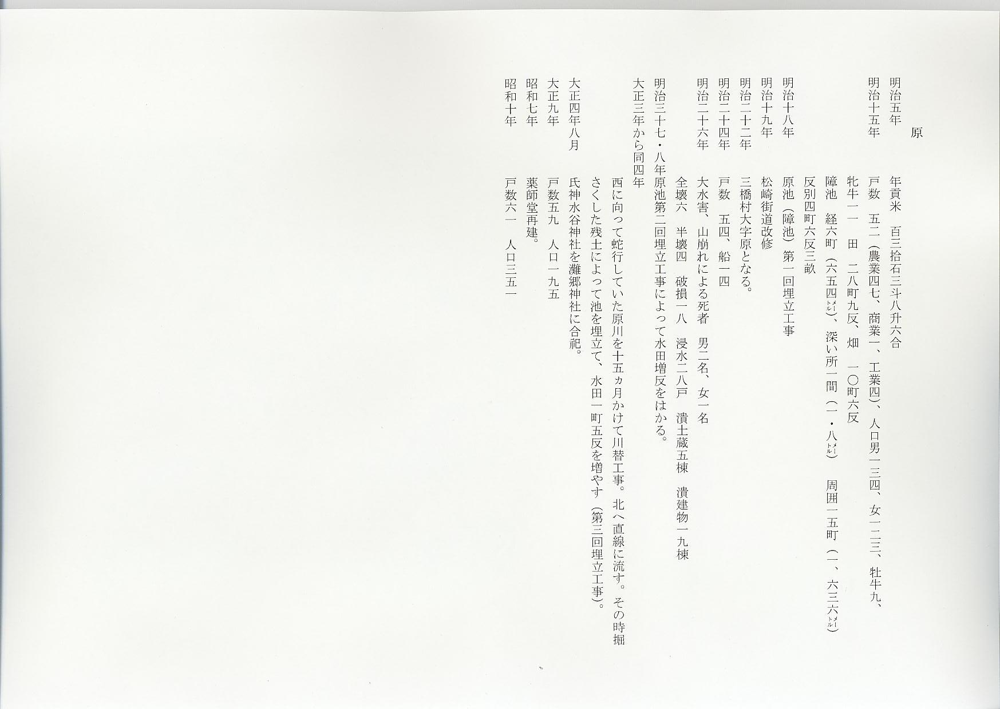 原
明治五年　年貢米　百三拾石三斗八升六合
明治十五年　戸数　五二（農業四七、商業一、工業四）、人口男一三四、女一二三、牡牛九、
牝牛一一　田　二八町九反、畑　一〇町六反
障池　経六町（六五四メートル）、深い所一間（一・八メートル）　周囲一五町（一、六三六メートル）
反別四町六反三畝
明治十八年　原池（障池）第一回埋立工事
明治十九年　松崎街道改修
明治二十二年　三橋村大字原となる。
明治二十四年　戸数　五四、船一四
明治二十六年　大水害、山崩れによる死者　男二名、女一名
全壊六　半壊四　破損一八　浸水二八戸　潰土蔵五棟　潰建物一九棟
明治三十七・八年原池第二回埋立工事によって水田増反をはかる。
大正三年から同四年
西に向って蛇行していた原川を十五ヵ月かけて川替工事。北へ直線に流す。その時掘
さくした残土によって池を埋立て、水田一町五反を増やす（第三回埋立工事）。
大正四年八月　氏神水谷神社を灘郷神社に合祀。
大正九年　戸数五九　人口一九五
昭和七年　薬師堂再建。
昭和十年　戸数六一　人口三五一